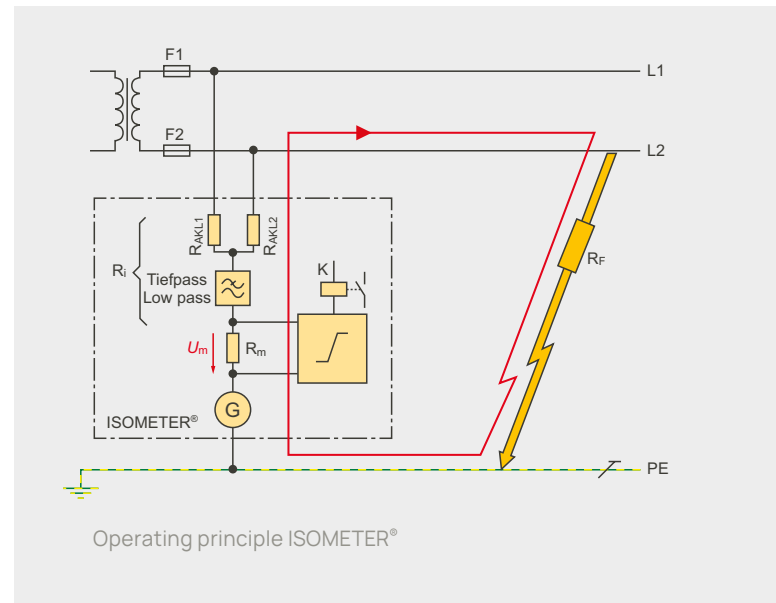 F1
L1
F2
L2
RAKL1
RAKL2
Ri
Tiefpass
Low pass
K
RF
Um
Rm
G
ISOMETER®
PE
Operating principle ISOMETER®